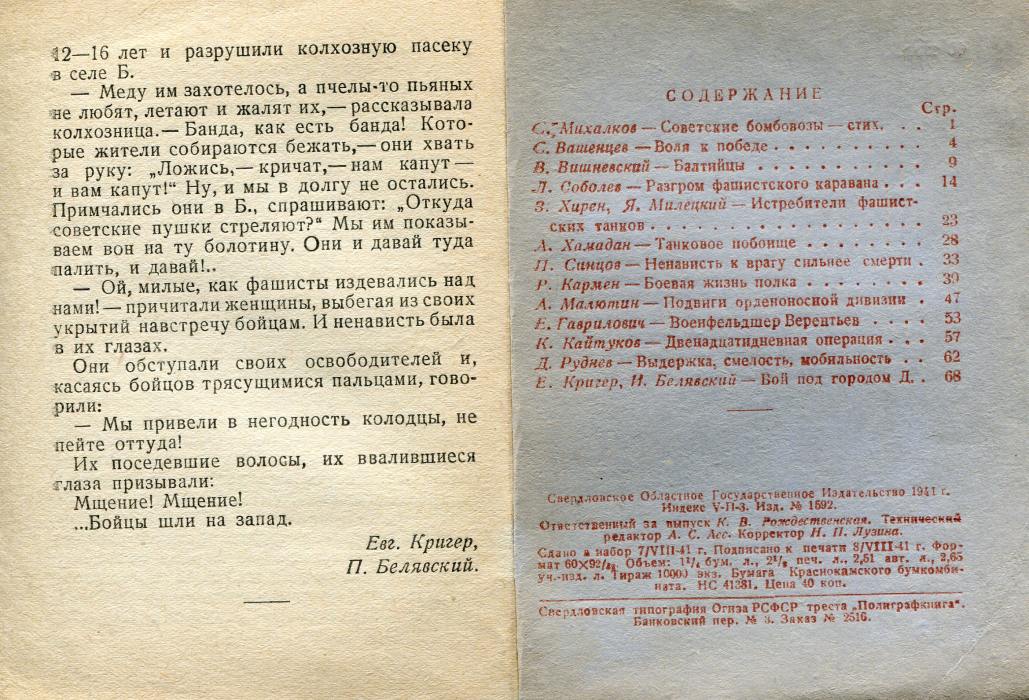 12—16 лет и разрушили колхозную пасеку
в селе Б.
— Меду им захотелось, а пчелы-то пьяных
не любят, летают и жалят их,— рассказывала
колхозница.— Банда, как есть банда! Кото-
рые жители собираются бежать,— они хвать
за руку: „Ложись,— кричат,— нам капут —
и вам капут!“ Ну, и мы в долгу не остались.
Примчались они в Б., спрашивают: „Откуда
советские пушки стреляют?“ Мы им показы-
ваем вон на ту болотину. Они и давай туда
палить, и давай!..
— Ой, милые, как фашисты издевались над
нами! — причитали женщины, выбегая из своих
укрытий навстречу бойцам. И ненависть была
в их глазах.
Они обступали своих освободителей и,
касаясь бойцов трясущимися пальцами, гово-
рили:
— Мы привели в негодность колодцы, не
пейте оттуда!
Их поседевшие волосы, их ввалившиеся
глаза призывали:
Мщение! Мщение!
...Бойцы шли на запад.
Евг. Кригер,
П. Белявский.
СОДЕРЖАНИЕ
Стр.
С. Михалков — Советские бомбовозы — стих. . . 1
С. Вашенцев — Воля к победе . . . . . . . . . 4
В. Вишневский — Балтийцы . . . . . . . . . . 9
Л. Соболев — Разгром фашистского каравана . . . 14
З. Хирен, Я. Милецкий — Истребители фашист-
ских танков . . . . . . . . . . . . . . . 23
А. Хамадан — Танковое побоище . . . . . . . 28
П. Синцов — Ненависть к врагу сильнее смерти . 33
Р. Кармен — Боевая жизнь полка . . . . . . . 39
А. Малютин — Подвиги орденоносной дивизии . 47
Е. Гаврилович — Военфельдшер Верентьев . . . . 53
К. Кайтуков — Двенадцатидневная операция . . . 57
Д. Руднев — Выдержка, смелость, мобильность . . 62
Е. Кригер, И. Белявский — Бой под городом Д. . 68
Свердловское Областное Государственное Издательство 1941 г.
Индекс V-П-3. Изд. № 1592.
Ответственный за выпуск К. В. Рождественская. Технический
редактор А. С. Асс. Корректор Н. П. Лузина.
Сдано в набор 7/VIII-41 г. Подписано к печати 8/VIII-41 г. Фор-
мат 60×92/₃₂. Объем: 1¹/₄ бум. л., 2¹/₂ печ. л., 2,51 авт. л., 2,65
уч.-изд. л. Тираж 10000 экз. Бумага Краснокамского бумкомби-
ната. НС 41381. Цена 40 коп.
Свердловская типография Огиза РСФСР треста „Полиграфкнига“.
Банковский пер. № 3. Заказ № 2516.